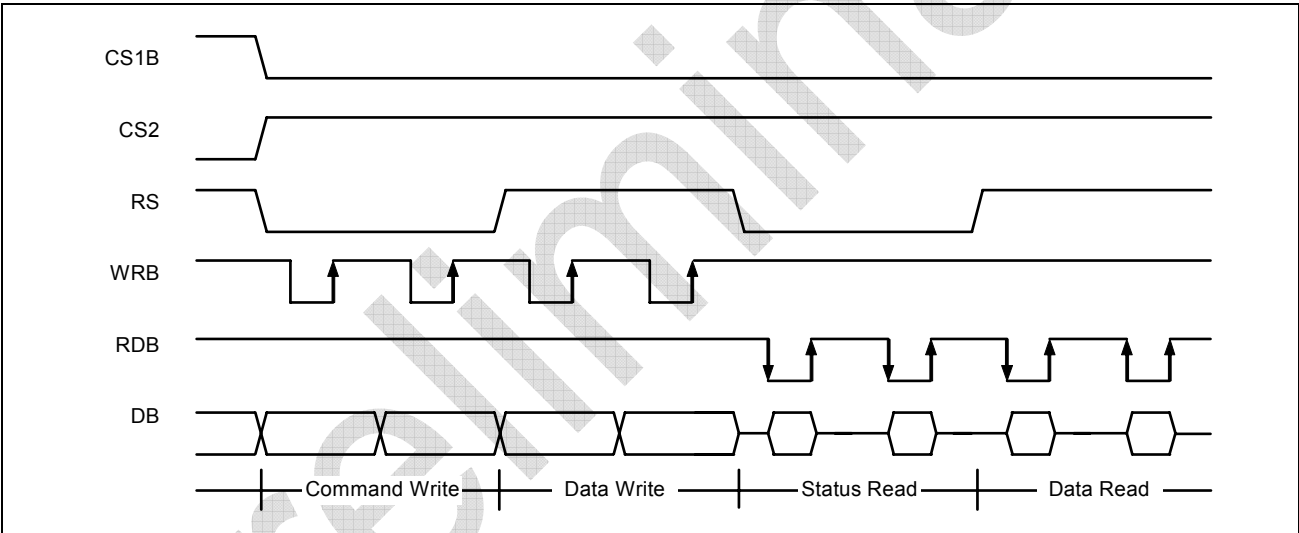 CS1B
CS2
RS
WRB
RDB
DB
Command Write Data Write Status Read Data Read